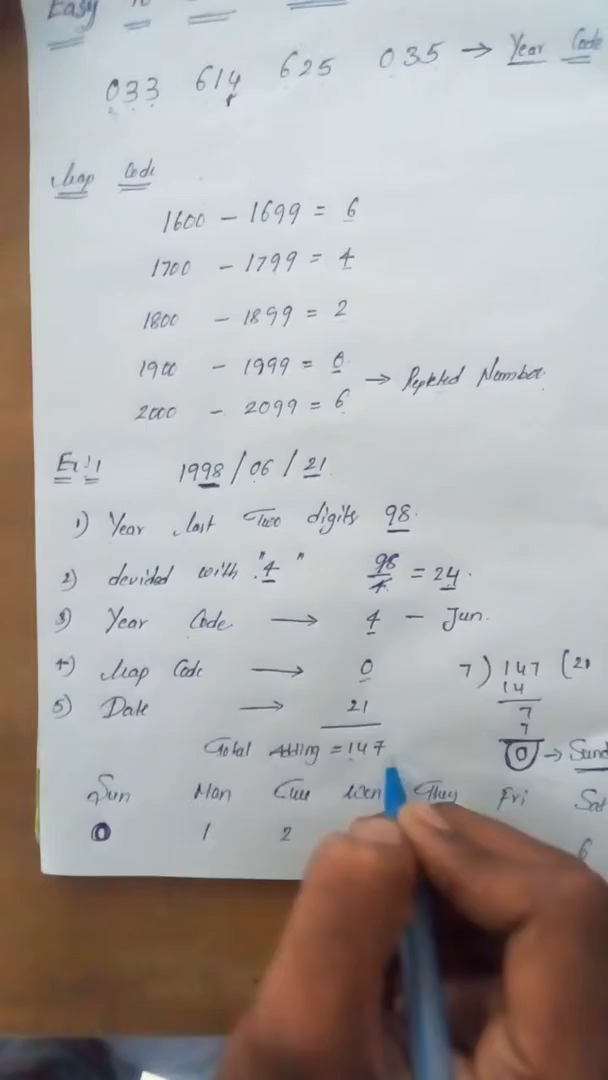 Easy
033 614 625 035 → Year Code
Leap Code
1600 - 1699 = 6
1700 - 1799 = 4
1800 - 1899 = 2
1900 - 1999 = 0
→ Repleted Number
2000 - 2099 = 6
Ex:1 1998/06/21
1) Year last Two digits 98.
2) devided with "4" 98/4 = 24.
3) Year Code → 4 - Jun.
4) Leap Code → 0
7) 147 (21
14
5) Date → 21
7
7
Total Adding = 147
0 → Sund
Sun Mon Tue Wen Thuy Fri Sat
0 1 2 6